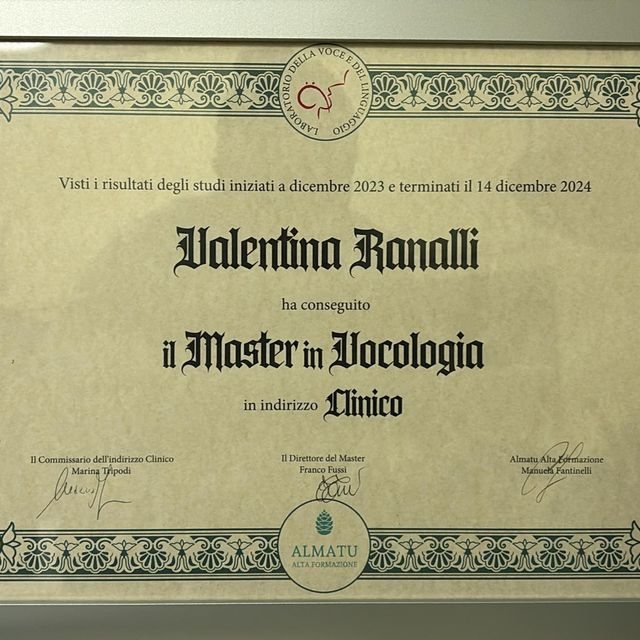 LABORATORIO DELLA VOCE E DEL LINGUAGGIO
Visti i risultati degli studi iniziati a dicembre 2023 e terminati il 14 dicembre 2024
Valentina Ranalli
ha conseguito
il Master in Vocologia
in indirizzo Clinico
Il Commissario dell'indirizzo Clinico
Marina Tripodi
Il Direttore del Master
Franco Fussi
Almatu Alta Formazione
Manuela Fantinelli
ALMATU
ALTA FORMAZIONE